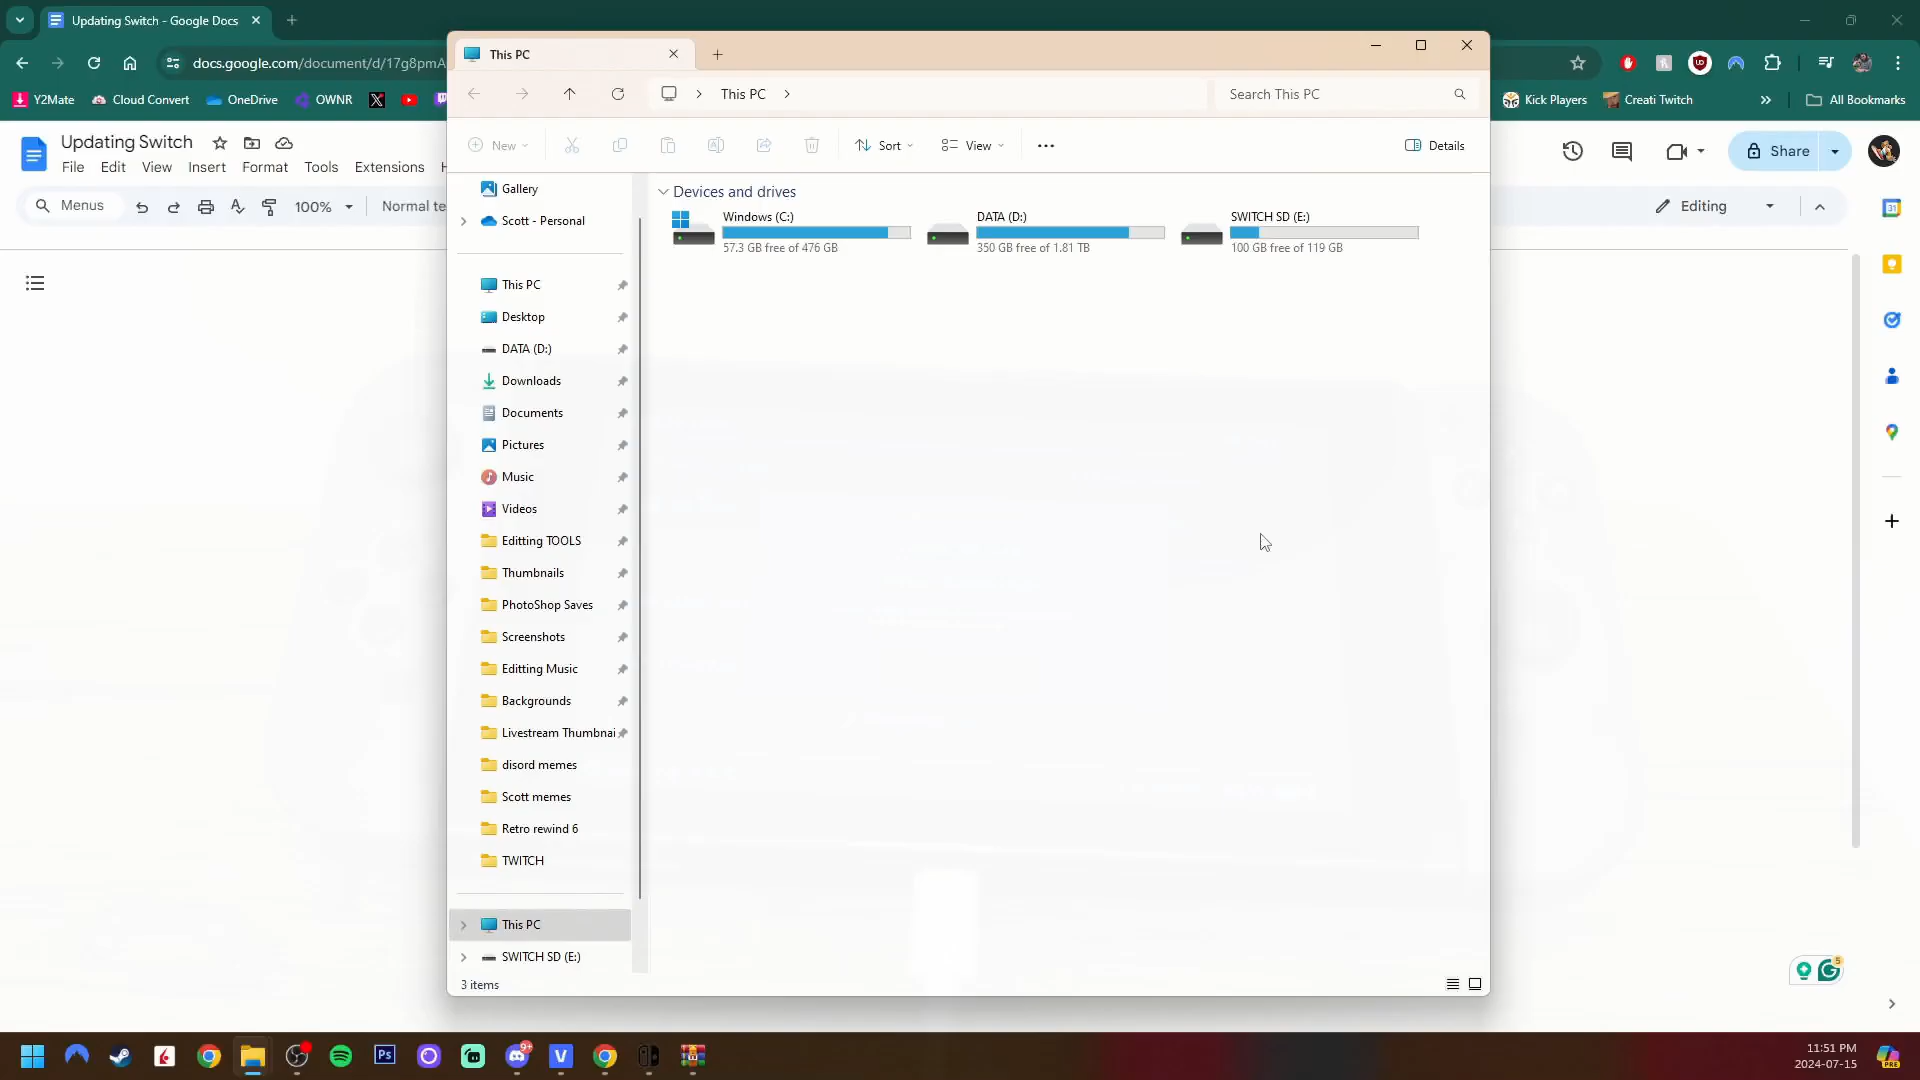 Updating Switch - Google Docs
docs.google.com/document/d/17g8pmA
Y2Mate
Cloud Convert
OneDrive
OWNR
Kick Players
Creati Twitch
All Bookmarks
Updating Switch
File Edit View Insert Format Tools Extensions H
Share
Menus
100%
Normal te
Editing
This PC
This PC
Search This PC
New
Sort
View
Details
Gallery
Scott - Personal
This PC
Desktop
DATA (D:)
Downloads
Documents
Pictures
Music
Videos
Editing TOOLS
Thumbnails
PhotoShop Saves
Screenshots
Editting Music
Backgrounds
Livestream Thumbnai
disord memes
Scott memes
Retro rewind 6
TWITCH
This PC
SWITCH SD (E:)
Devices and drives
Windows (C:)
57.3 GB free of 476 GB
DATA (D:)
350 GB free of 1.81 TB
SWITCH SD (E:)
100 GB free of 119 GB
3 items
31
5
Ps
9+
V
11:51 PM
2024-07-15
PRE